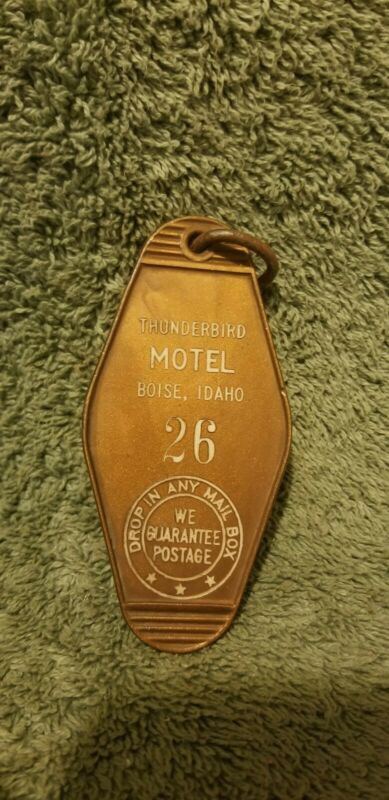 THUNDERBIRD
MOTEL
BOISE, IDAHO
26
DROP IN ANY MAIL BOX
WE
GUARANTEE
POSTAGE